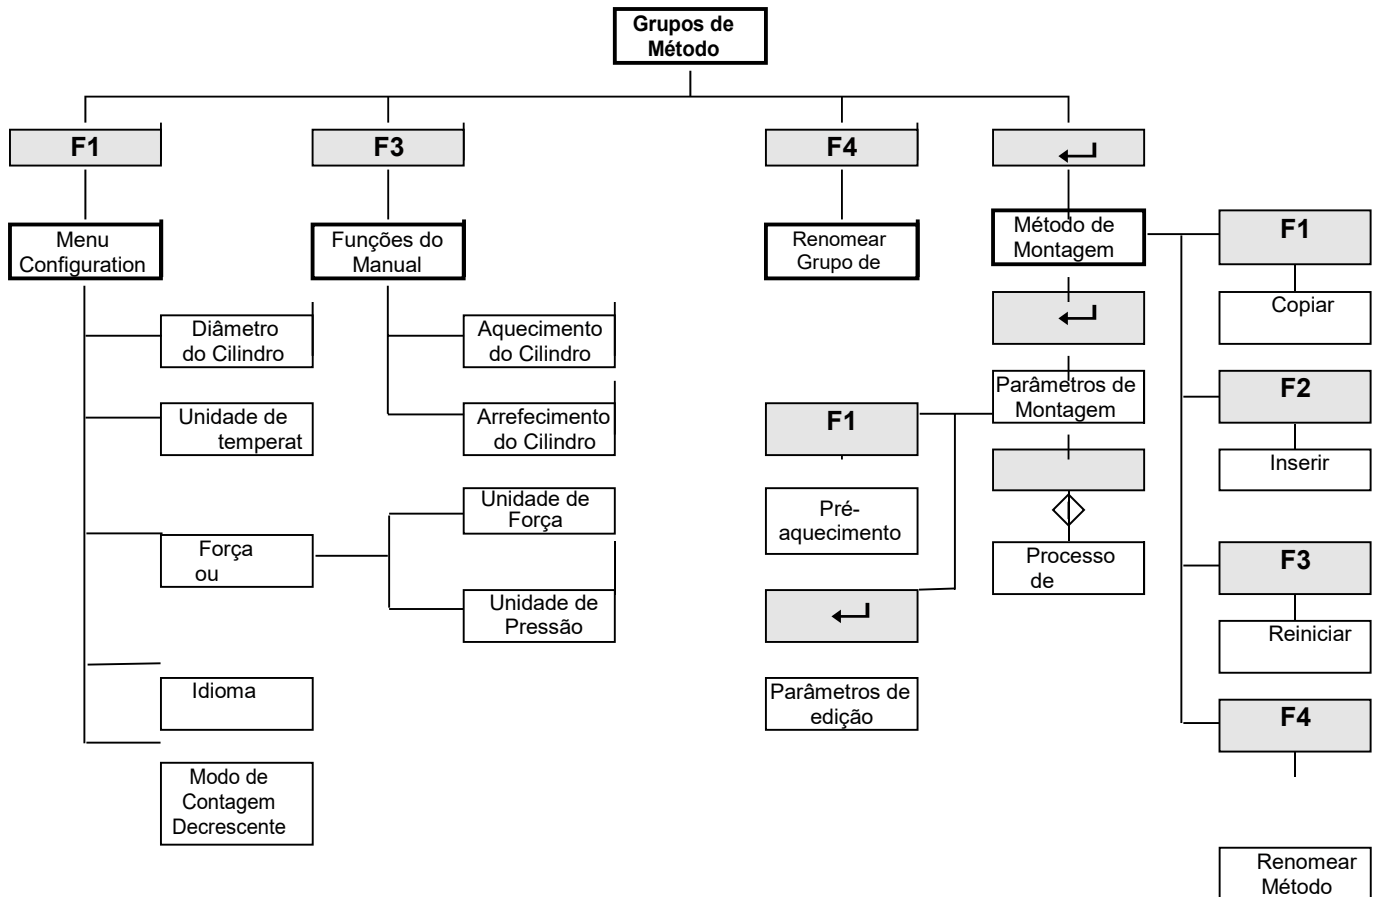 Grupos de
Método
F1
F3
F4
Menu
Configuration
Funções do
Manual
Renomear
Grupo de
Método de
Montagem
F1
Copiar
Diâmetro
do Cilindro
Aquecimento
do Cilindro
Unidade de
temperat
Arrefecimento
do Cilindro
F1
Parâmetros de
Montagem
F2
Inserir
Unidade de
Força
Pré-
aquecimento
Força
ou
Processo
de
F3
Reiniciar
Unidade de
Pressão
Idioma
Parâmetros de
edição
F4
Modo de
Contagem
Decrescente
Renomear
Método